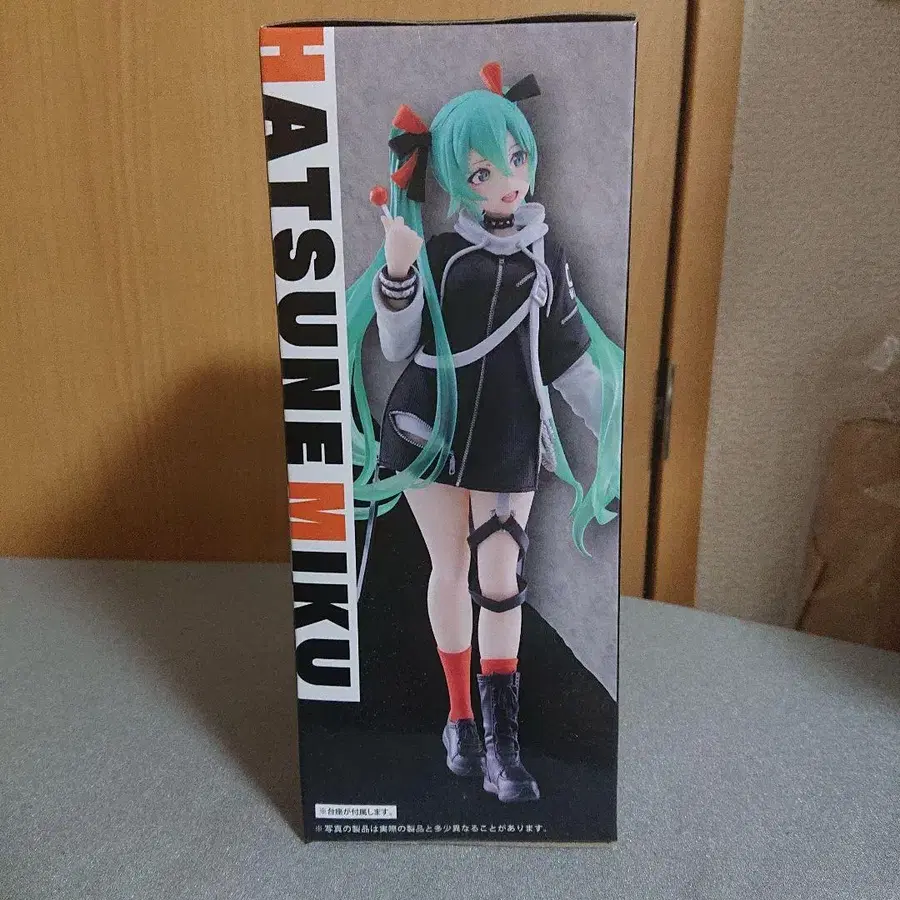 HATSUNE MIKU
※台座が付属します。
※写真の製品は実際の製品と多少異なることがあります。